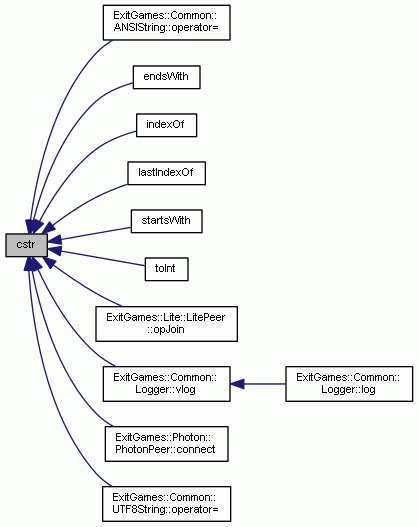 ExitGames::Common::
ANSIString::operator=
endsWith
indexOf
lastIndexOf
startsWith
cstr
toInt
ExitGames::Lite::LitePeer
::opJoin
ExitGames::Common::
Logger::vlog
ExitGames::Common::
Logger::log
ExitGames::Photon::
PhotonPeer::connect
ExitGames::Common::
UTF8String::operator=